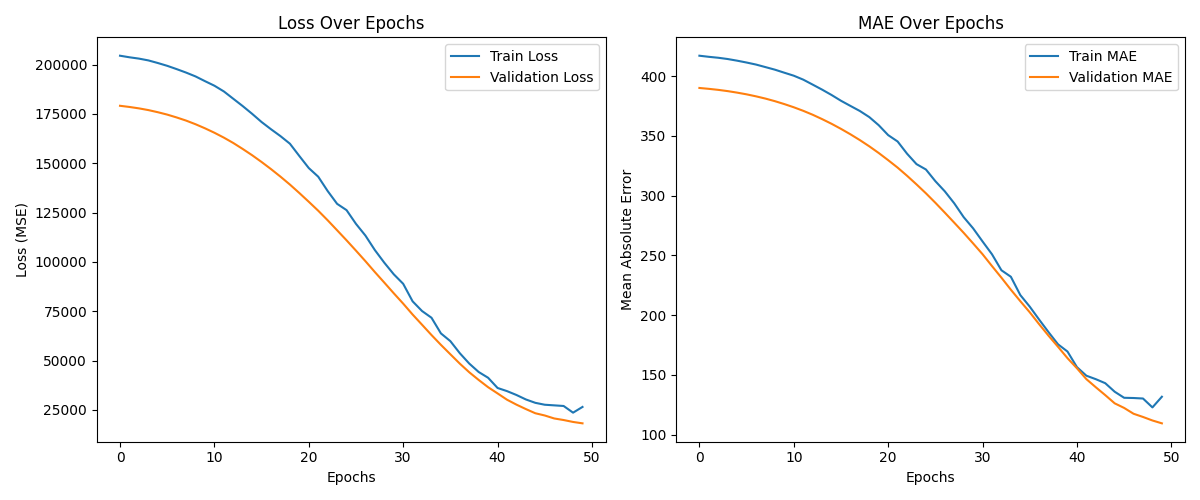 Loss Over Epochs
Loss (MSE)
200000
175000
150000
125000
100000
75000
50000
25000
Train Loss
Validation Loss
0 10 20 30 40 50
Epochs
MAE Over Epochs
Mean Absolute Error
400
350
300
250
200
150
100
Train MAE
Validation MAE
0 10 20 30 40 50
Epochs